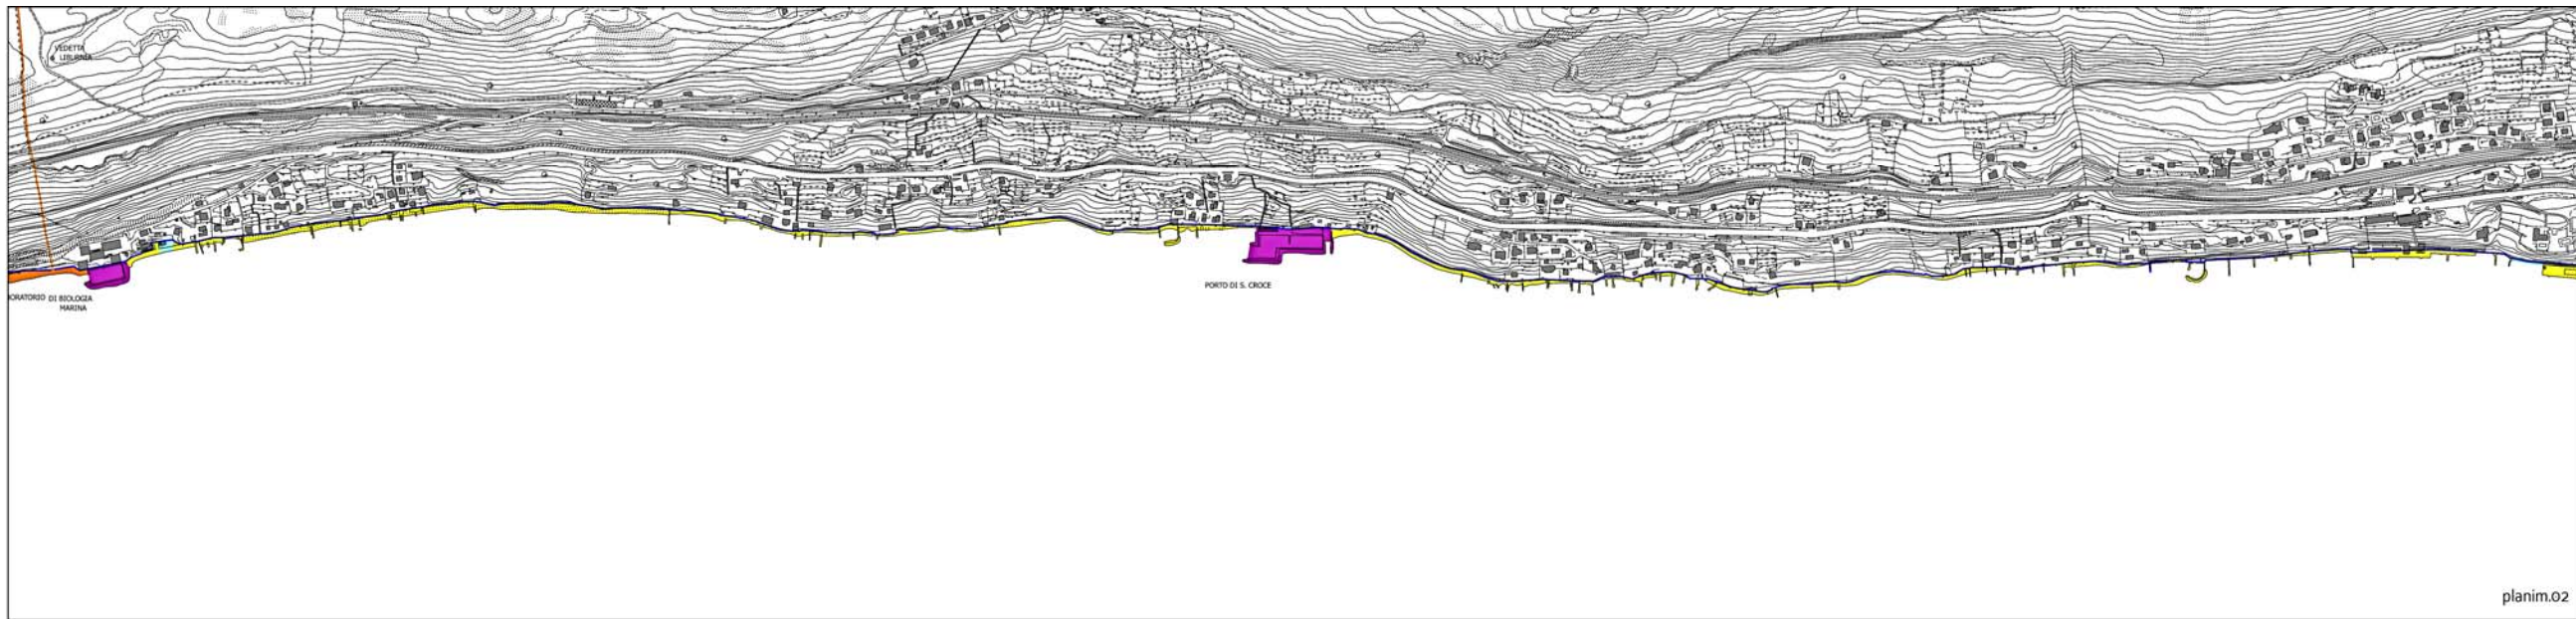 VEDETTA
LIBURNIA
ORATORIO DI BIOLOGIA
MARINA
PORTO DI S. CROCE
planim.02